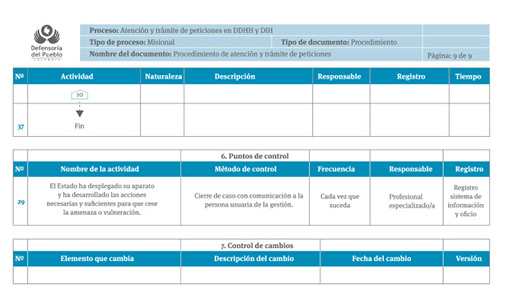 Defensoría
del Pueblo
COLOMBIA
Proceso: Atención y trámite de peticiones en DDHH y DIH
Tipo de proceso: Misional Tipo de documento: Procedimiento
Nombre del documento: Procedimiento de atención y trámite de peticiones Página: 9 de 9
Nº Actividad Naturaleza Descripción Responsable Registro Tiempo
10
37 Fin
6. Puntos de control
Nº Nombre de la actividad Método de control Frecuencia Responsable Registro
29 El Estado ha desplegado su aparato
y ha desarrollado las acciones
necesarias y suficientes para que cese
la amenaza o vulneración.
Cierre de caso con comunicación a la
persona usuaria de la gestión.
Cada vez que
suceda
Profesional
especializado/a
Registro
sistema de
información
y oficio
7. Control de cambios
Nº Elemento que cambia Descripción del cambio Fecha del cambio Versión